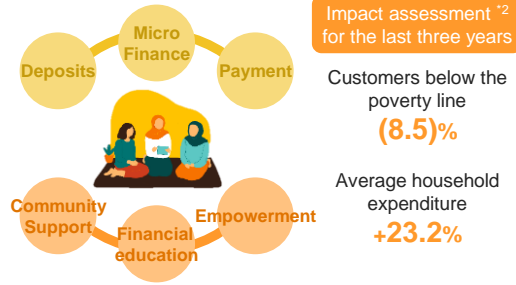 Micro
Finance
Deposits
Payment
Community
Support
Financial
education
Empowerment
Impact assessment *2
for the last three years
Customers below the
poverty line
(8.5)%
Average household
expenditure
+23.2%